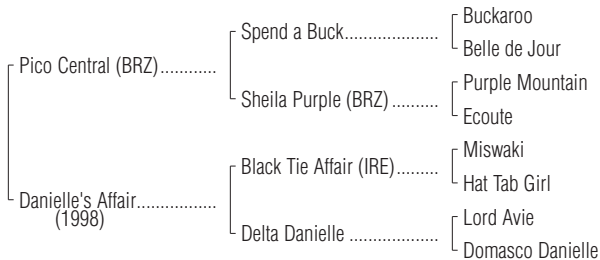 Buckaroo
Spend a Buck...................
Belle de Jour
Pico Central (BRZ)............
Purple Mountain
Sheila Purple (BRZ) ..........
Ecoute
Miswaki
Black Tie Affair (IRE).........
Hat Tab Girl
Danielle's Affair.................
(1998)
Lord Avie
Delta Danielle ...................
Domasco Danielle